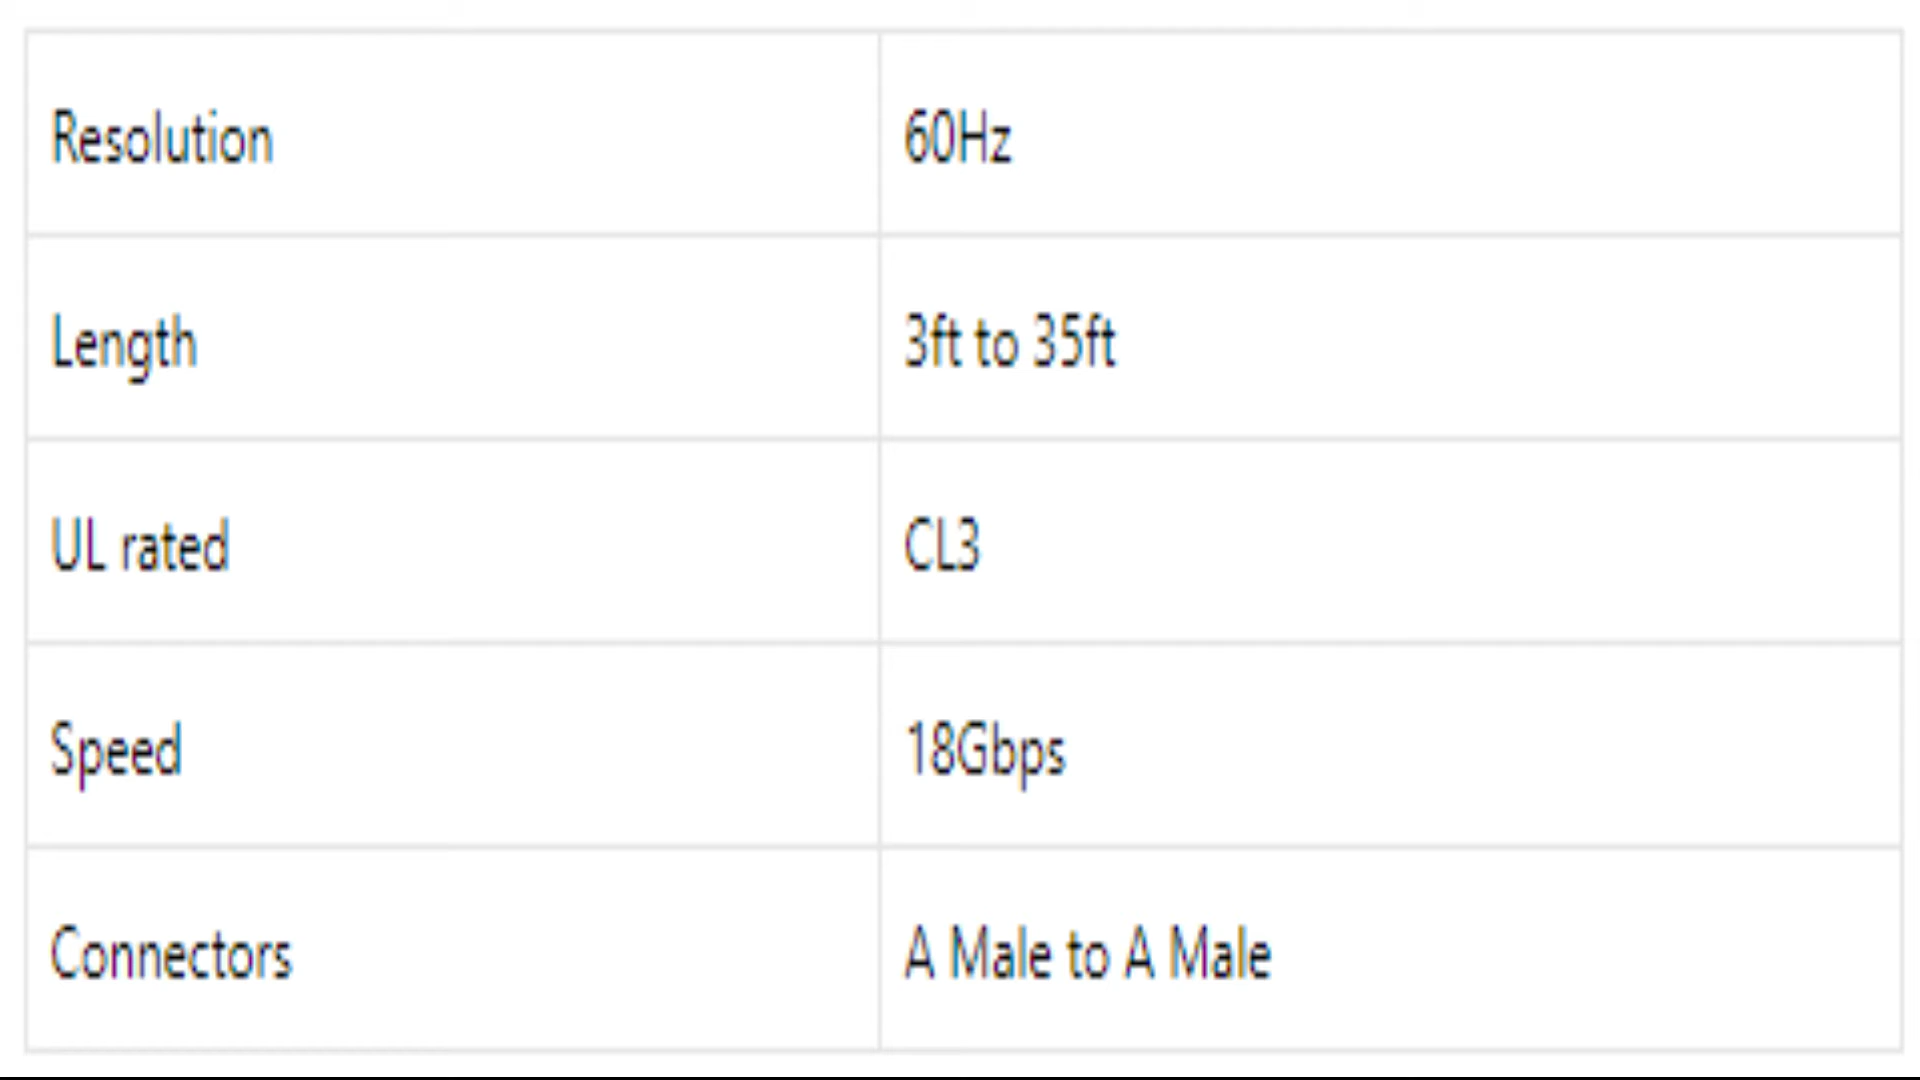 Resolution 60Hz
Length 3ft to 35ft
UL rated CL3
Speed 18Gbps
Connectors A Male to A Male